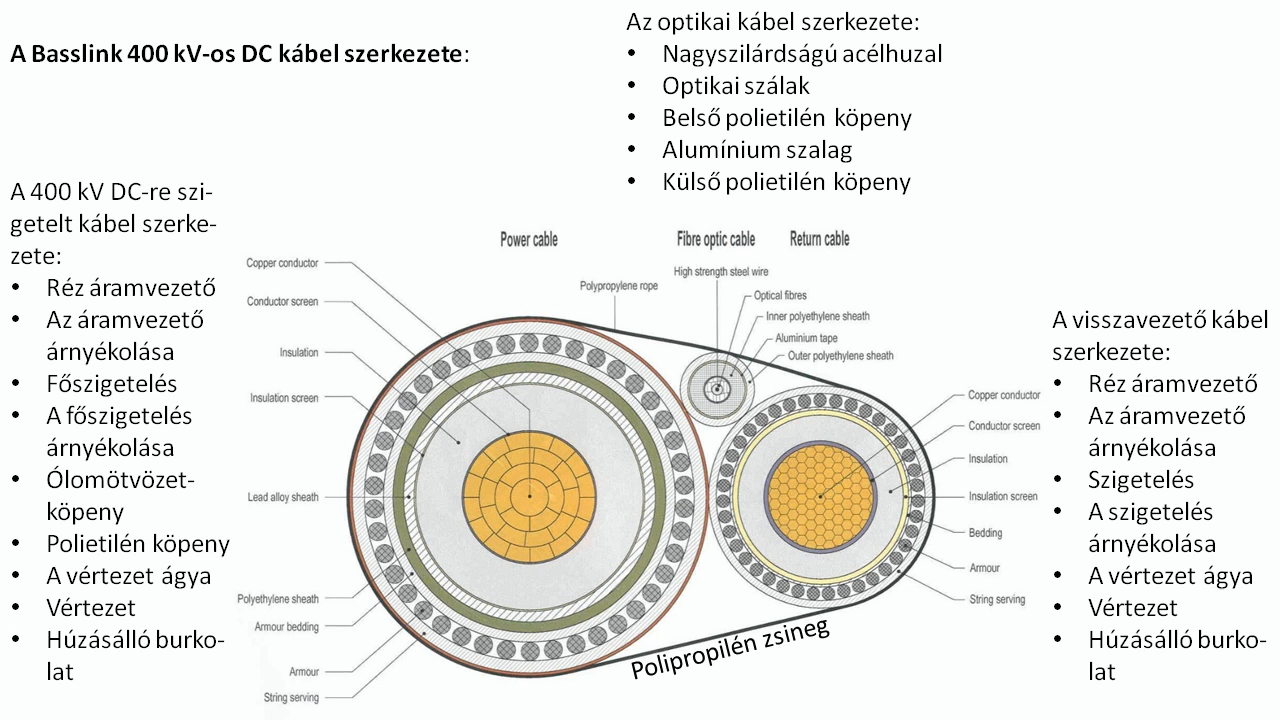 A Basslink 400 kV-os DC kábel szerkezete:
Az optikai kábel szerkezete:
• Nagyszilárdságú acélhuzal
• Optikai szálak
• Belső polietilén köpeny
• Alumínium szalag
• Külső polietilén köpeny
A 400 kV DC-re szi-
getelt kábel szerke-
zete:
• Réz áramvezető
• Az áramvezető
árnyékolása
• Főszigetelés
• A főszigetelés
árnyékolása
• Ólomötvözet-
köpeny
• Polietilén köpeny
• A vértezet ágya
• Vértezet
• Húzásálló burko-
lat
Power cable
Fibre optic cable
Return cable
Copper conductor
Conductor screen
Insulation
Insulation screen
Lead alloy sheath
Polyethylene sheath
Armour bedding
Armour
String serving
Polypropylene rope
High strength steel wire
Optical fibres
Inner polyethylene sheath
Aluminium tape
Outer polyethylene sheath
Copper conductor
Conductor screen
Insulation
Insulation screen
Bedding
Armour
String serving
Polipropilén zsineg
A visszavezető kábel
szerkezete:
• Réz áramvezető
• Az áramvezető
árnyékolása
• Szigetelés
• A szigetelés
árnyékolása
• A vértezet ágya
• Vértezet
• Húzásálló burko-
lat